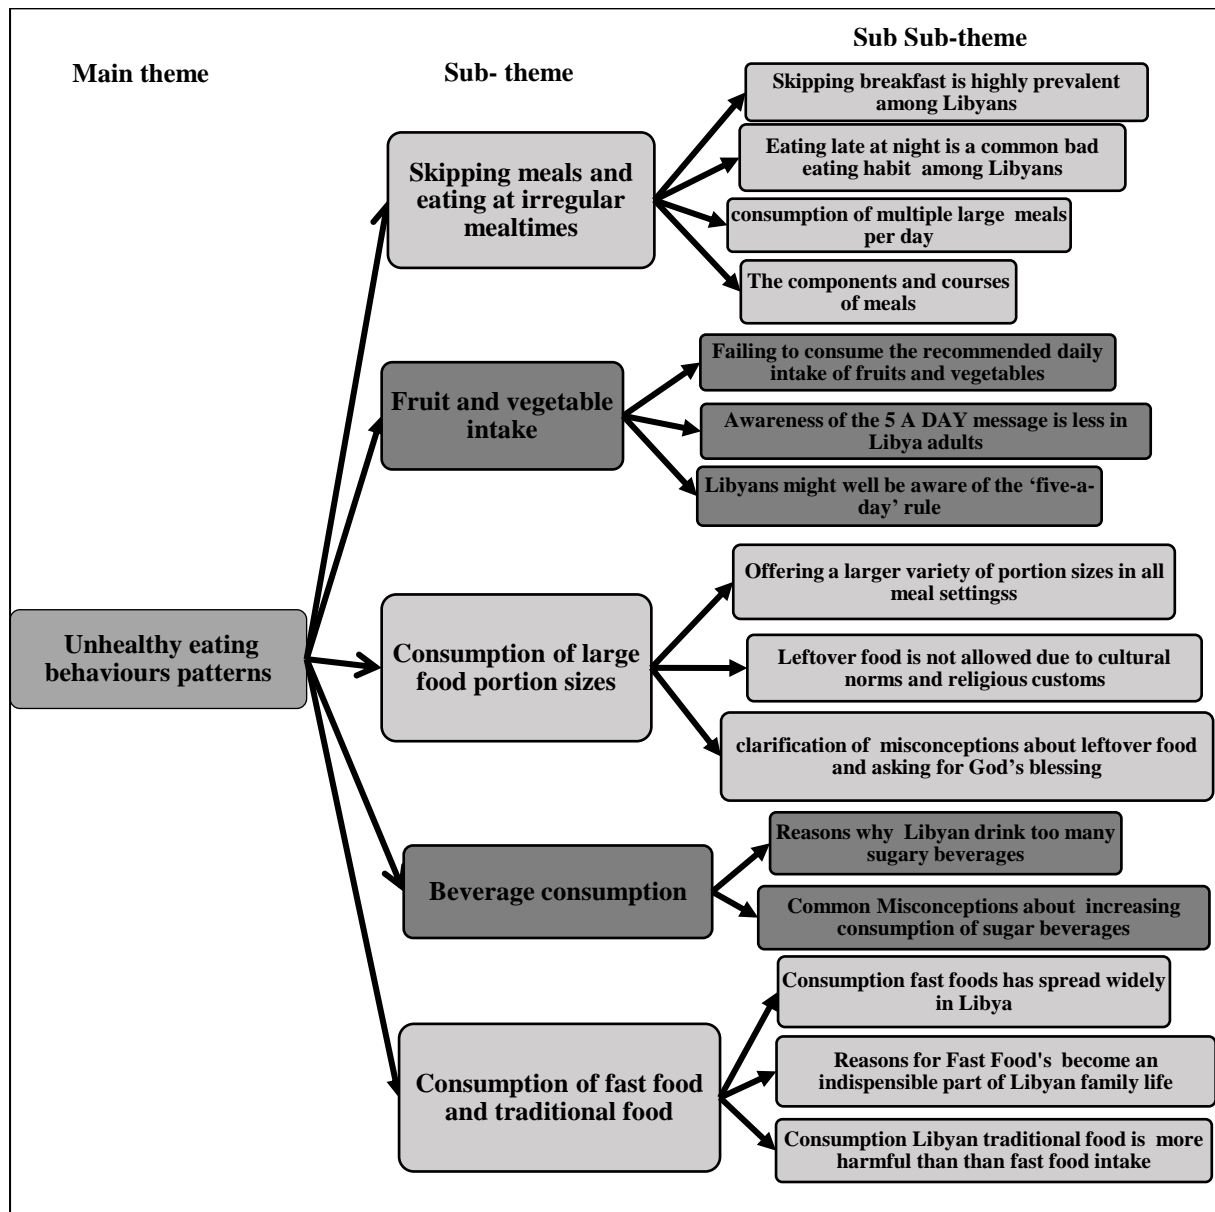 Main theme
Sub- theme
Sub Sub-theme
Unhealthy eating
behaviours patterns
Skipping meals and
eating at irregular
mealtimes
Skipping breakfast is highly prevalent
among Libyans
Eating late at night is a common bad
eating habit among Libyans
consumption of multiple large meals
per day
The components and courses
of meals
Fruit and vegetable
intake
Failing to consume the recommended daily
intake of fruits and vegetables
Awareness of the 5 A DAY message is less in
Libya adults
Libyans might well be aware of the ‘five-a-
day’ rule
Consumption of large
food portion sizes
Offering a larger variety of portion sizes in all
meal settingss
Leftover food is not allowed due to cultural
norms and religious customs
clarification of misconceptions about leftover food
and asking for God’s blessing
Beverage consumption
Reasons why Libyan drink too many
sugary beverages
Common Misconceptions about increasing
consumption of sugar beverages
Consumption of fast food
and traditional food
Consumption fast foods has spread widely
in Libya
Reasons for Fast Food's become an
indispensible part of Libyan family life
Consumption Libyan traditional food is more
harmful than than fast food intake